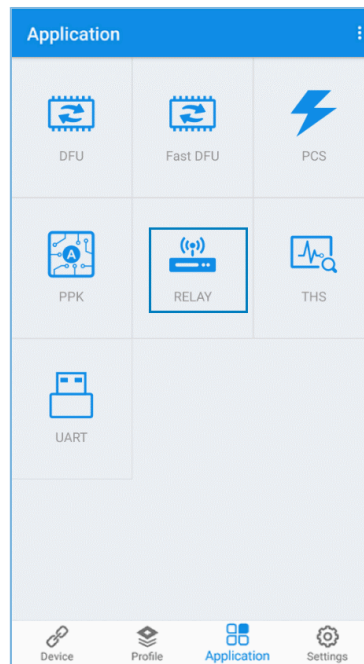 Application
DFU
Fast DFU
PCS
A
PPK
RELAY
THS
UART
Device
Profile
Application
Settings